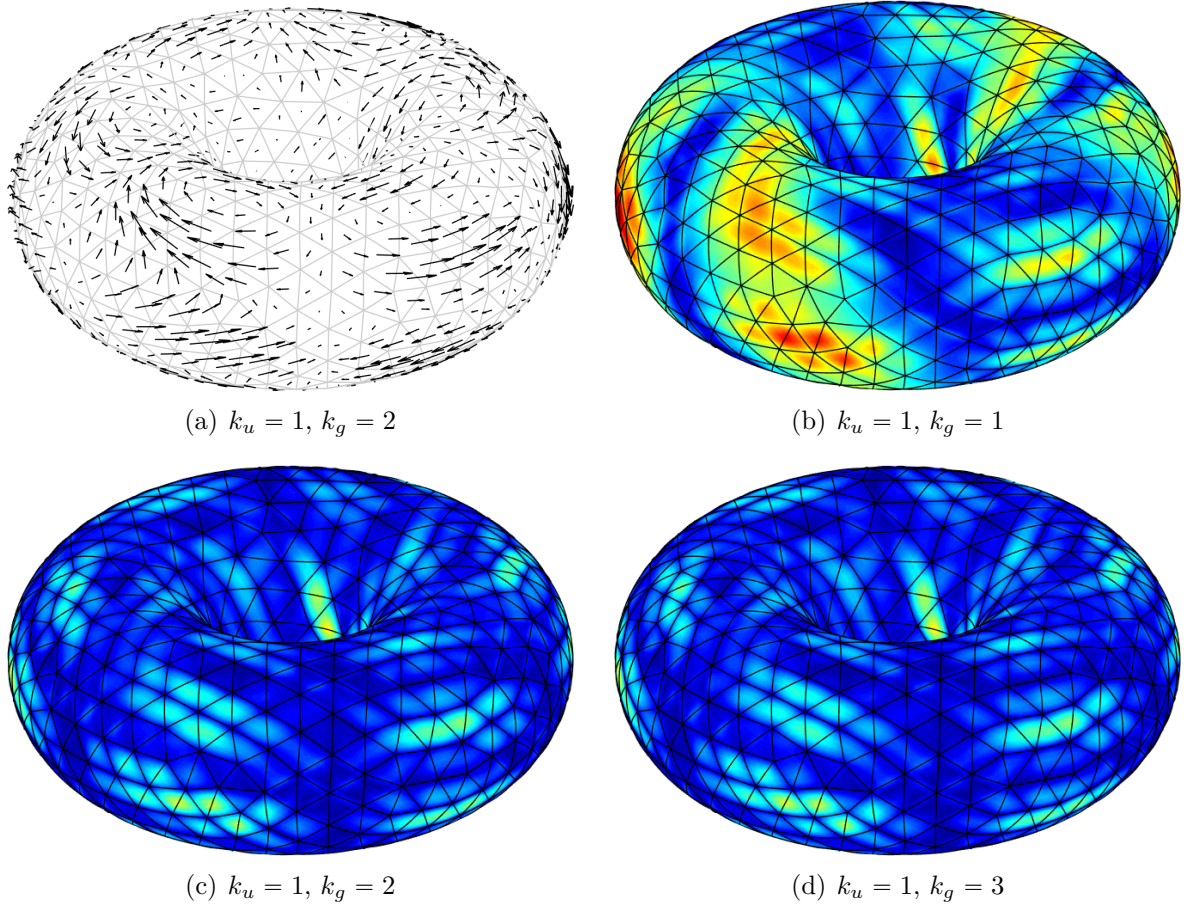 (a) $k_u = 1$, $k_g = 2$
(b) $k_u = 1$, $k_g = 1$
(c) $k_u = 1$, $k_g = 2$
(d) $k_u = 1$, $k_g = 3$